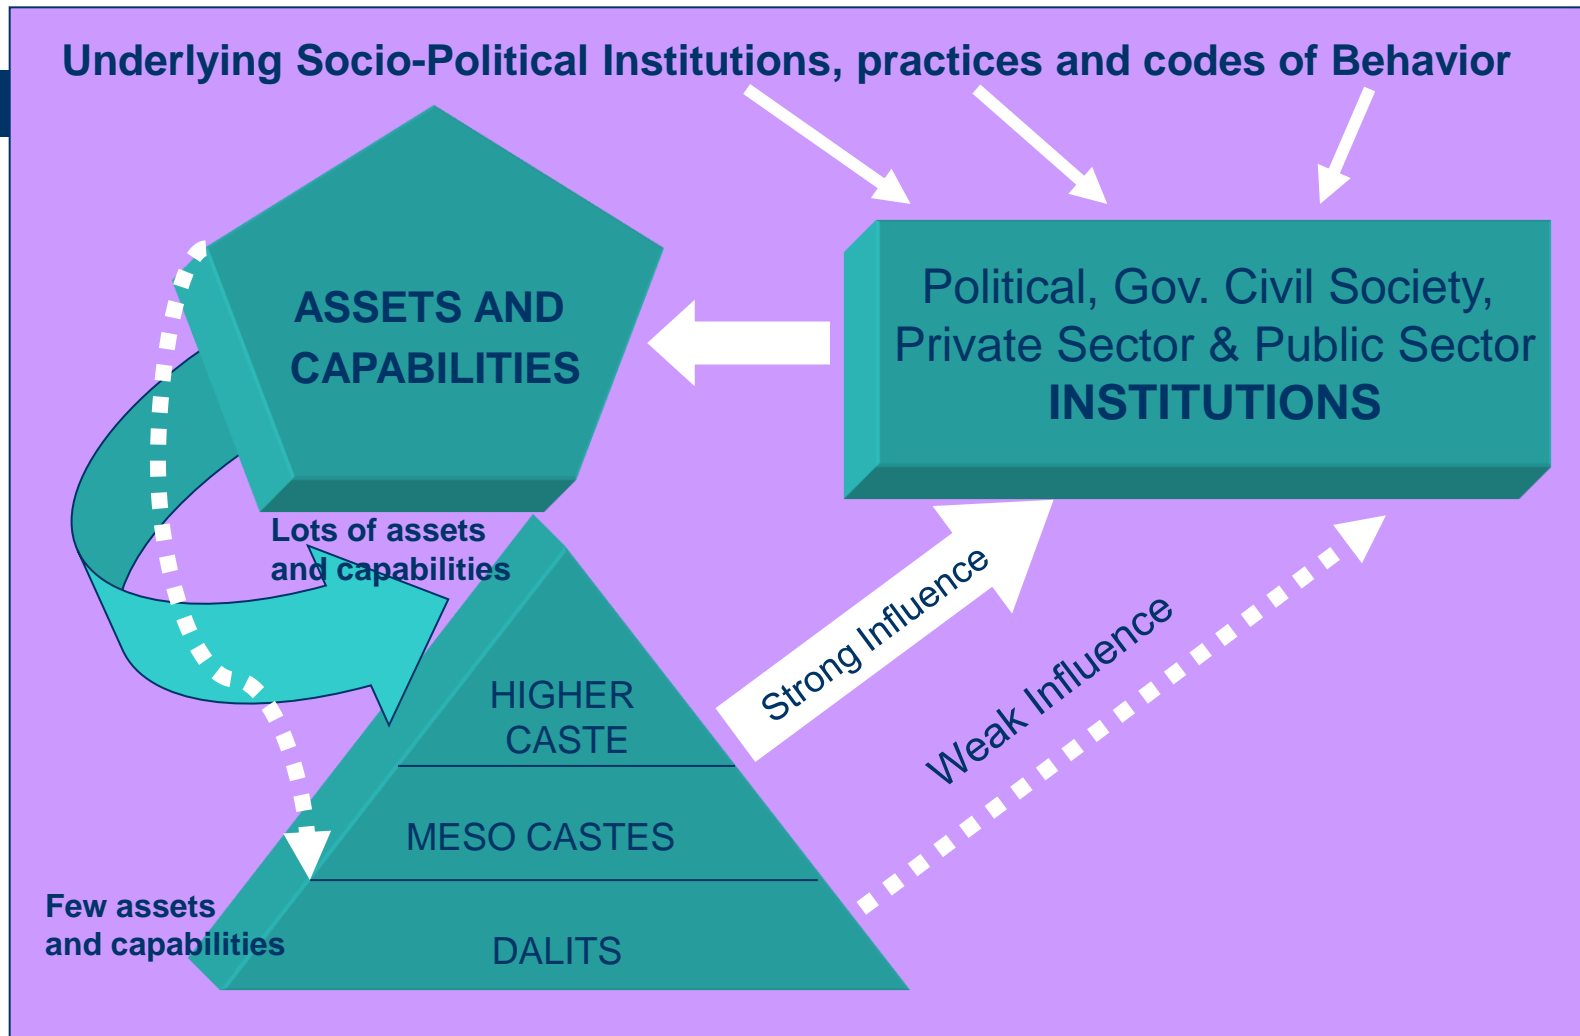 Underlying Socio-Political Institutions, practices and codes of Behavior
ASSETS AND
CAPABILITIES
Political, Gov. Civil Society,
Private Sector & Public Sector
INSTITUTIONS
Lots of assets
and capabilities
Strong Influence
Weak Influence
HIGHER
CASTE
MESO CASTES
Few assets
and capabilities
DALITS